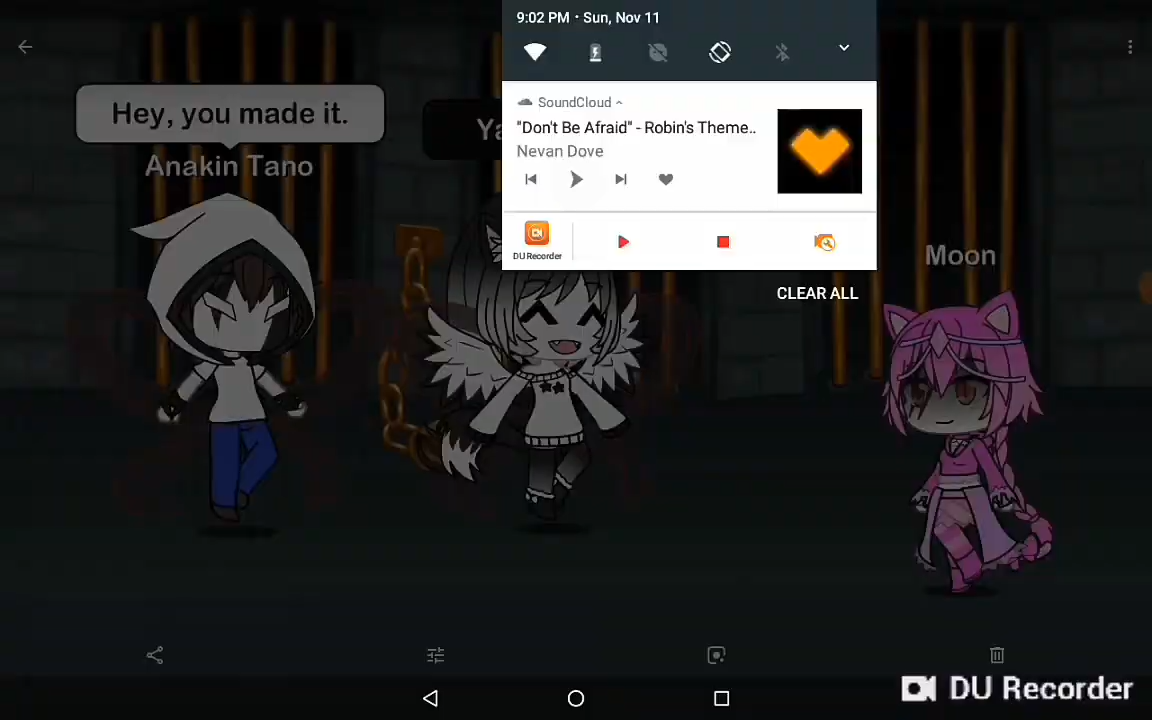 9:02 PM • Sun, Nov 11
Hey, you made it.
SoundCloud
"Don't Be Afraid" - Robin's Theme..
Nevan Dove
Anakin Tano
DU Recorder
Moon
CLEAR ALL
DU Recorder